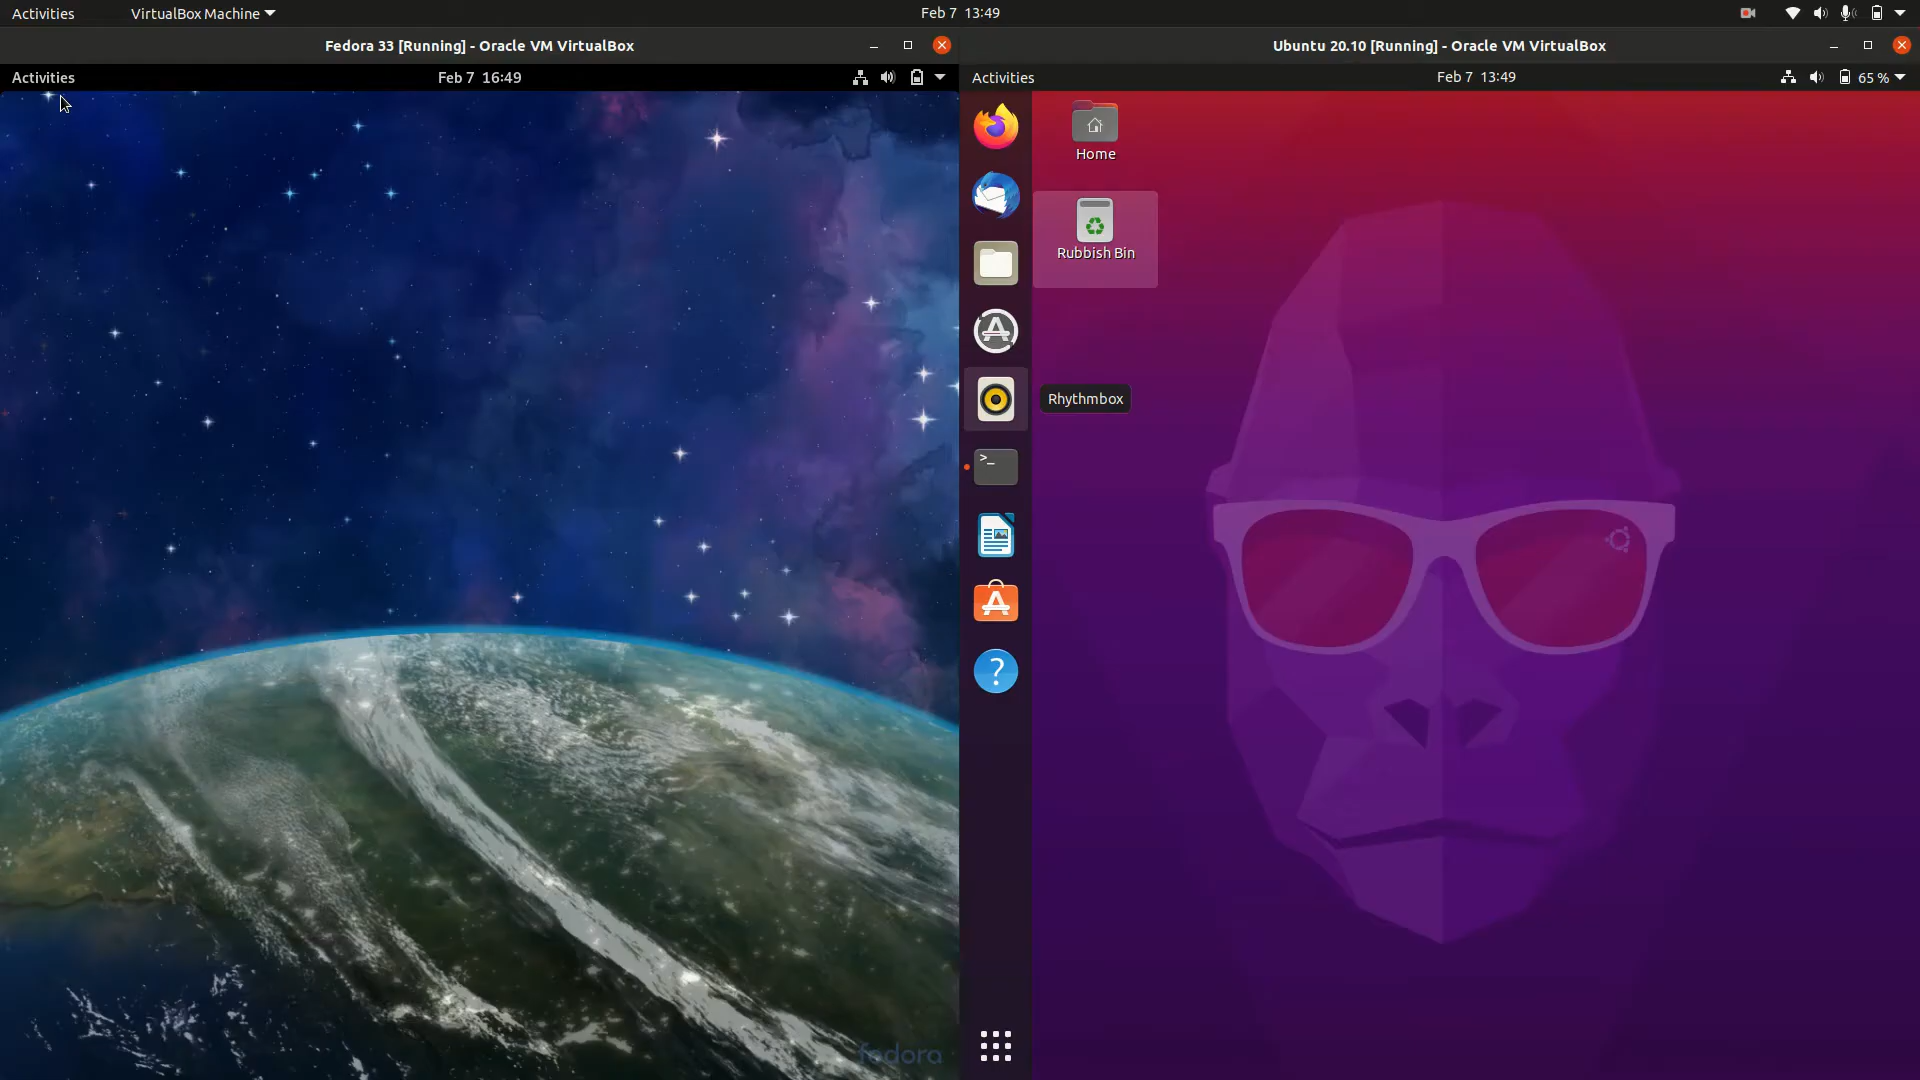 Activities
VirtualBox Machine
Feb 7 13:49
Fedora 33 [Running] - Oracle VM VirtualBox
Activities
Feb 7 16:49
fedora
Ubuntu 20.10 [Running] - Oracle VM VirtualBox
Activities
Feb 7 13:49
65 %
Home
Rubbish Bin
Rhythmbox